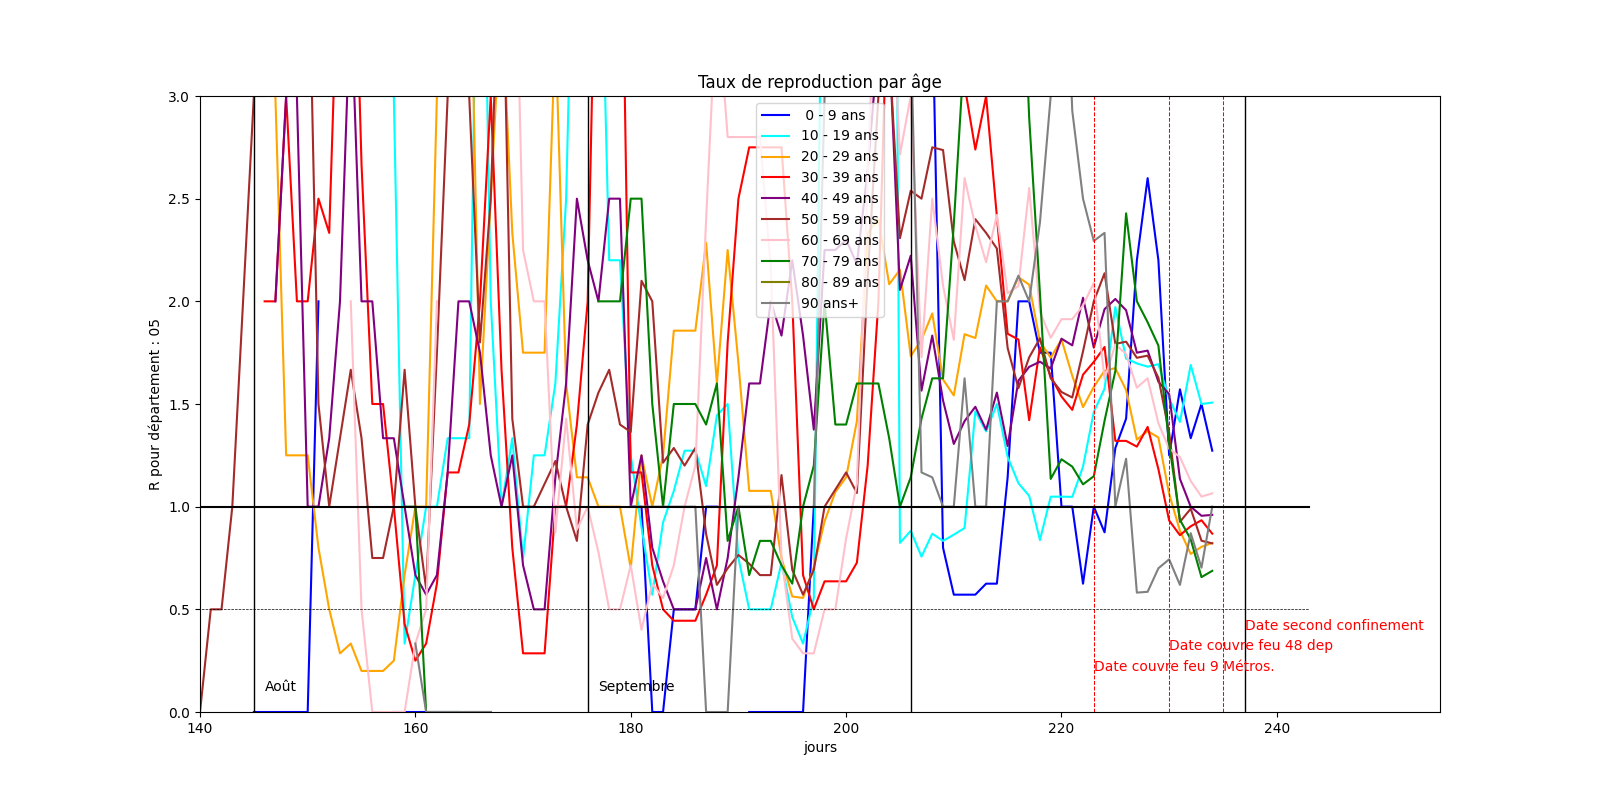 Taux de reproduction par âge
R pour département : 05
3.0
2.5
2.0
1.5
1.0
0.5
0.0
0 - 9 ans
10 - 19 ans
20 - 29 ans
30 - 39 ans
40 - 49 ans
50 - 59 ans
60 - 69 ans
70 - 79 ans
80 - 89 ans
90 ans+
Date second confinement
Date couvre feu 48 dep
Date couvre feu 9 Métros.
Août
Septembre
140
160
180
200
220
240
jours